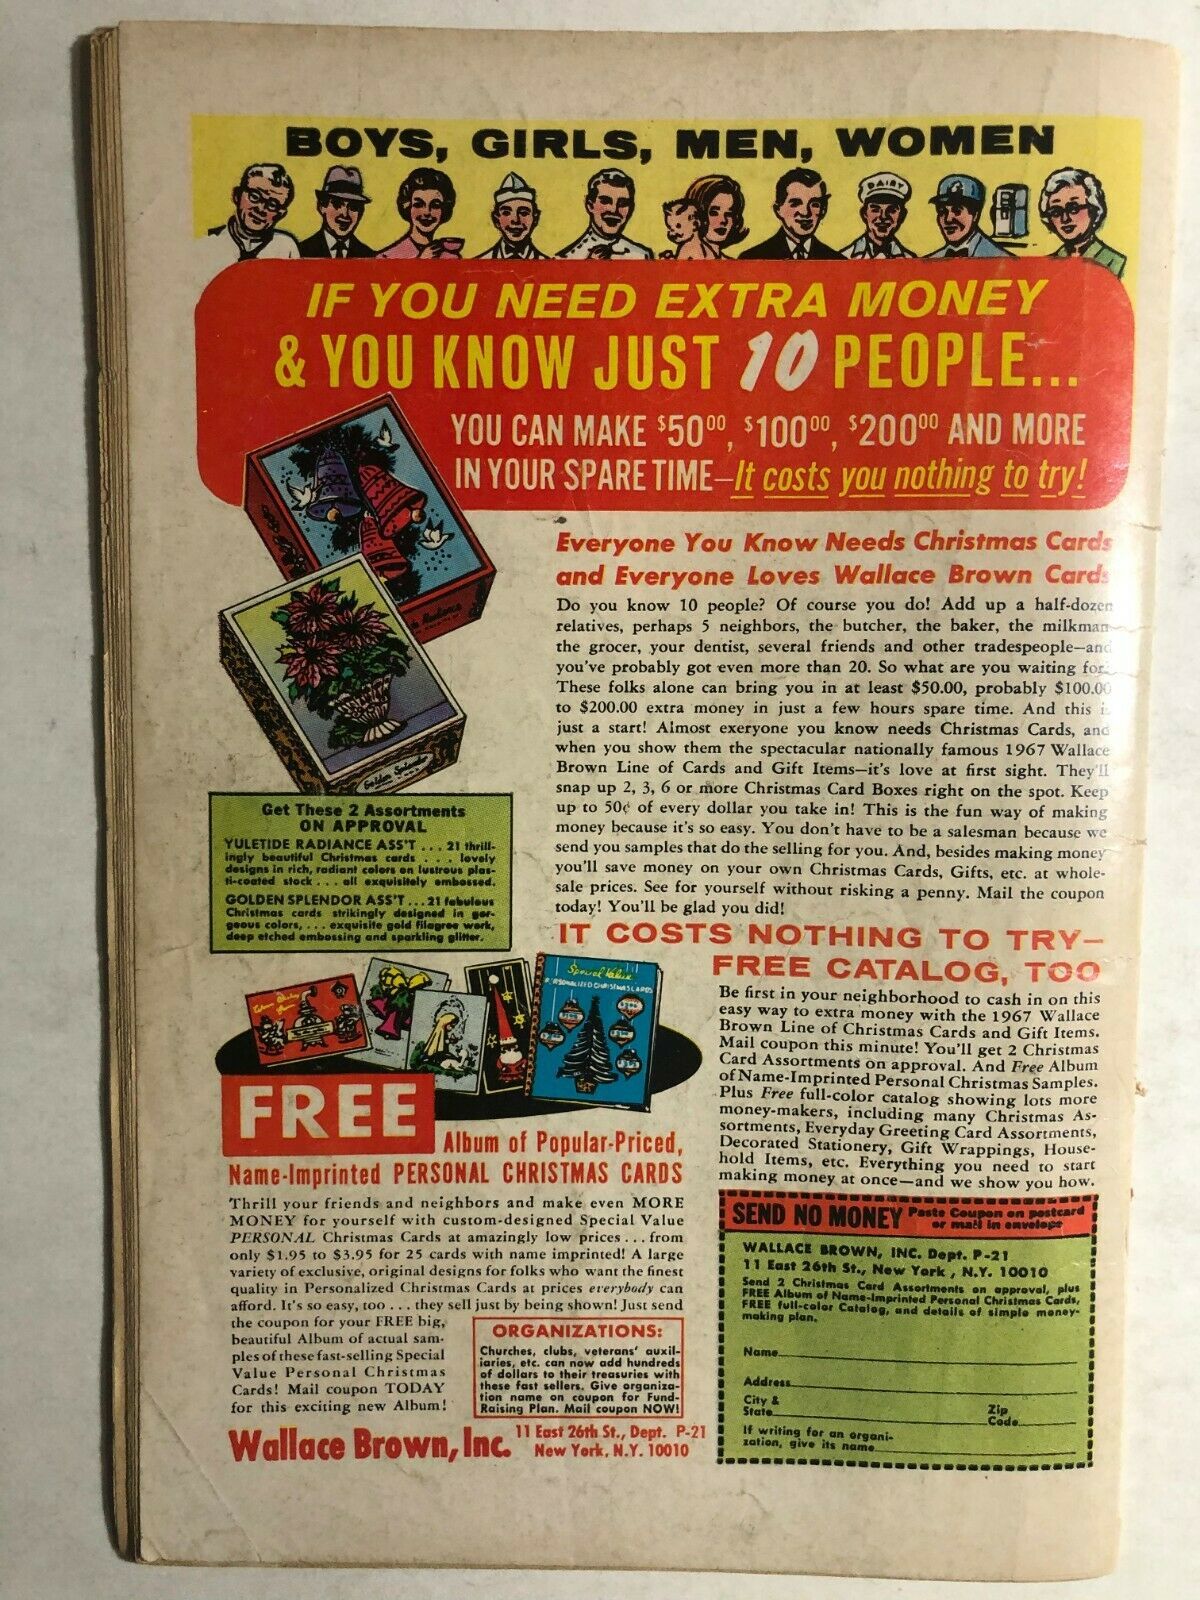 BOYS, GIRLS, MEN, WOMEN
DAIRY
IF YOU NEED EXTRA MONEY
& YOU KNOW JUST 10 PEOPLE...
YOU CAN MAKE $50⁰⁰, $100⁰⁰, $200⁰⁰ AND MORE
IN YOUR SPARE TIME—It costs you nothing to try!
Radiance
Golden Splendor
Get These 2 Assortments
ON APPROVAL
YULETIDE RADIANCE ASS'T . . . 21 thrill-
ingly beautiful Christmas cards . . . lovely
designs in rich, radiant colors on lustrous plas-
ti-coated stock . . . all exquisitely embossed.
GOLDEN SPLENDOR ASS'T . . . 21 fabulous
Christmas cards strikingly designed in gor-
geous colors, . . . exquisite gold filagree work,
deep etched embossing and sparkling glitter.
Everyone You Know Needs Christmas Cards
and Everyone Loves Wallace Brown Cards
Do you know 10 people? Of course you do! Add up a half-dozen
relatives, perhaps 5 neighbors, the butcher, the baker, the milkman—
the grocer, your dentist, several friends and other tradespeople—and
you've probably got even more than 20. So what are you waiting for?
These folks alone can bring you in at least $50.00, probably $100.00
to $200.00 extra money in just a few hours spare time. And this is
just a start! Almost exeryone you know needs Christmas Cards, and
when you show them the spectacular nationally famous 1967 Wallace
Brown Line of Cards and Gift Items—it's love at first sight. They'll
snap up 2, 3, 6 or more Christmas Card Boxes right on the spot. Keep
up to 50¢ of every dollar you take in! This is the fun way of making
money because it's so easy. You don't have to be a salesman because we
send you samples that do the selling for you. And, besides making money
you'll save money on your own Christmas Cards, Gifts, etc. at whole-
sale prices. See for yourself without risking a penny. Mail the coupon
today! You'll be glad you did!
IT COSTS NOTHING TO TRY—
FREE CATALOG, TOO
Be first in your neighborhood to cash in on this
easy way to extra money with the 1967 Wallace
Brown Line of Christmas Cards and Gift Items.
Mail coupon this minute! You'll get 2 Christmas
Card Assortments on approval. And Free Album
of Name-Imprinted Personal Christmas Samples.
Plus Free full-color catalog showing lots more
money-makers, including many Christmas As-
sortments, Everyday Greeting Card Assortments,
Decorated Stationery, Gift Wrappings, House-
hold Items, etc. Everything you need to start
making money at once—and we show you how.
Special Value
PERSONALIZED CHRISTMAS CARDS
FREE
Album of Popular-Priced,
Name-Imprinted PERSONAL CHRISTMAS CARDS
Thrill your friends and neighbors and make even MORE
MONEY for yourself with custom-designed Special Value
PERSONAL Christmas Cards at amazingly low prices . . . from
only $1.95 to $3.95 for 25 cards with name imprinted! A large
variety of exclusive, original designs for folks who want the finest
quality in Personalized Christmas Cards at prices everybody can
afford. It's so easy, too . . . they sell just by being shown! Just send
the coupon for your FREE big,
beautiful Album of actual sam-
ples of these fast-selling Special
Value Personal Christmas
Cards! Mail coupon TODAY
for this exciting new Album!
ORGANIZATIONS:
Churches, clubs, veterans' auxil-
iaries, etc. can now add hundreds
of dollars to their treasuries with
these fast sellers. Give organiza-
tion name on coupon for Fund-
Raising Plan. Mail coupon NOW!
Wallace Brown, Inc. 11 East 26th St., Dept. P-21
New York, N.Y. 10010
SEND NO MONEY Paste Coupon on postcard
or mail in envelope
WALLACE BROWN, INC. Dept. P-21
11 East 26th St., New York, N.Y. 10010
Send 2 Christmas Card Assortments on approval, plus
FREE Album of Name-Imprinted Personal Christmas Cards,
FREE full-color Catalog, and details of simple money-
making plan.
Name
Address
City &
State
Zip
Code
If writing for an organi-
zation, give its name